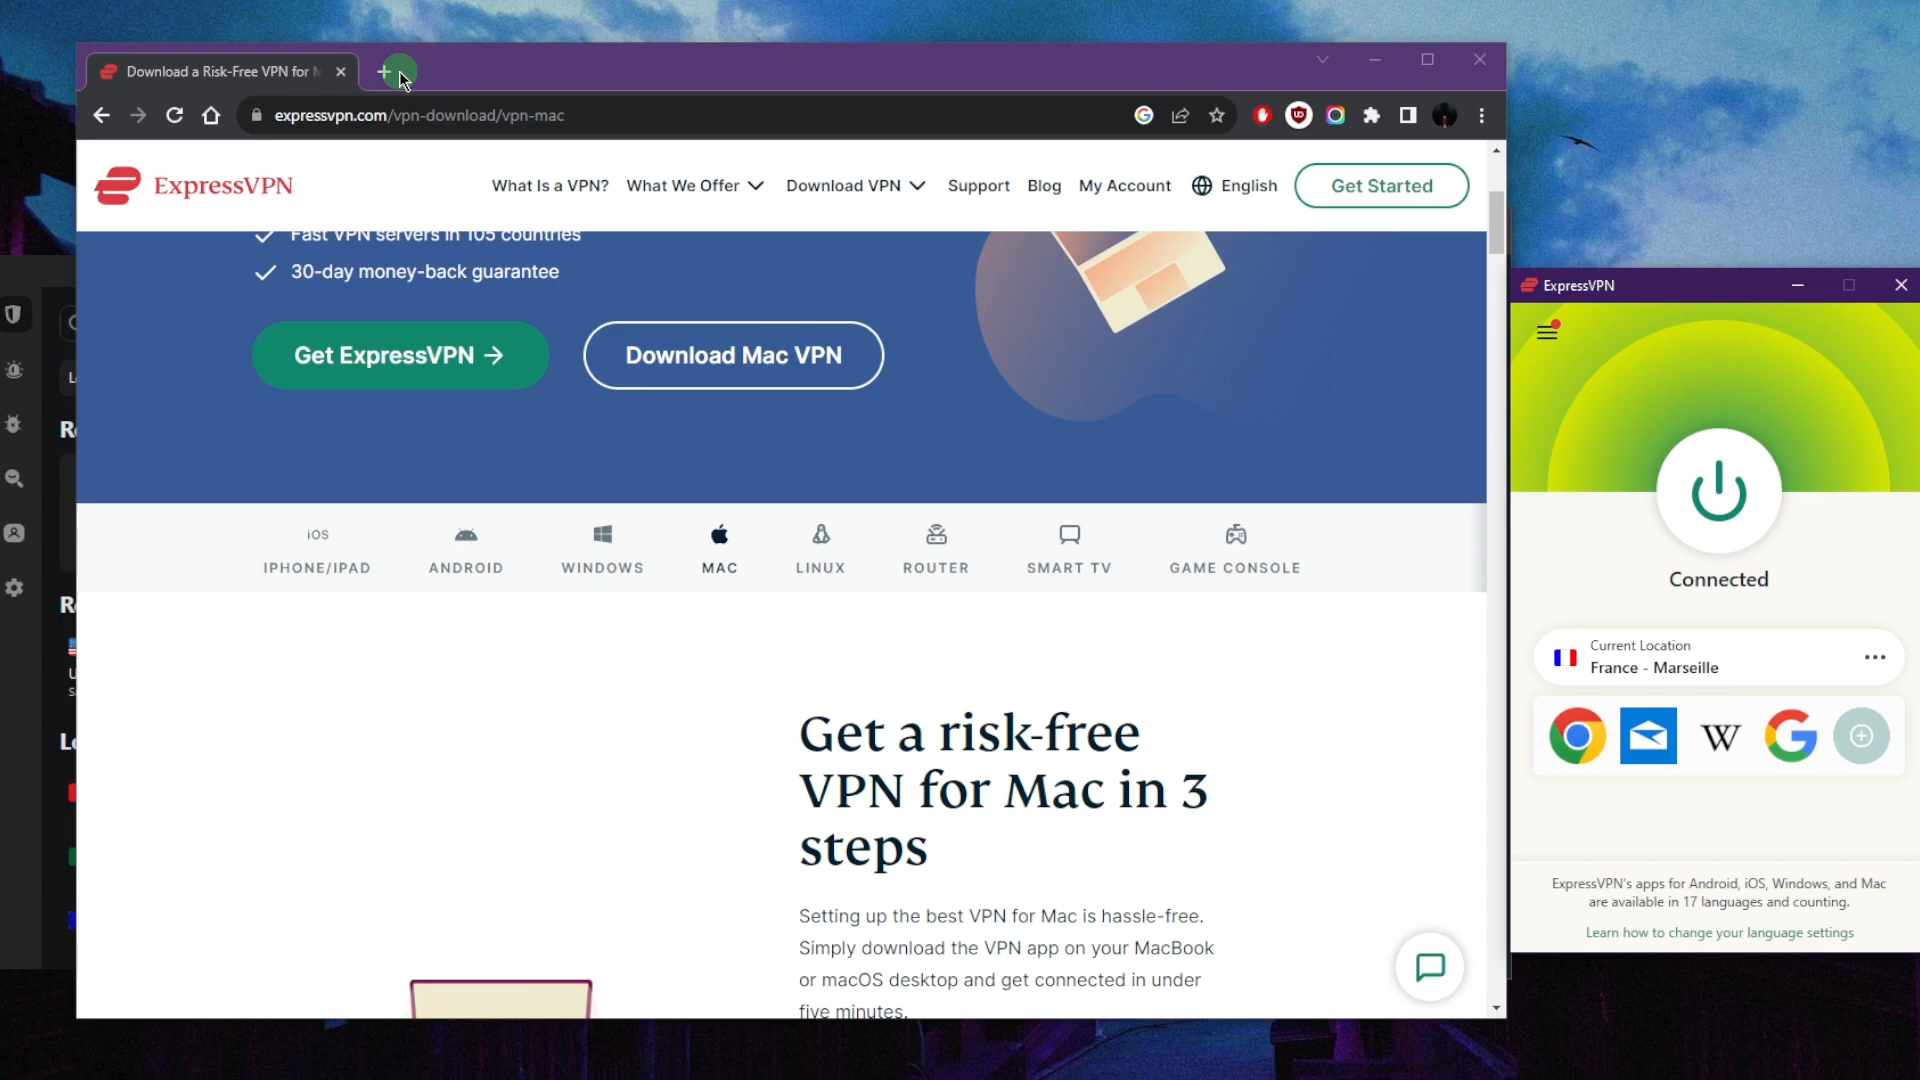 Download a Risk-Free VPN for
expressvpn.com/vpn-download/vpn-mac
ExpressVPN
What Is a VPN?
What We Offer
Download VPN
Support
Blog
My Account
English
Get Started
Fast VPN servers in 105 countries
30-day money-back guarantee
Get ExpressVPN →
Download Mac VPN
iOS
IPHONE/IPAD
ANDROID
WINDOWS
MAC
LINUX
ROUTER
SMART TV
GAME CONSOLE
Get a risk-free
VPN for Mac in 3
steps
Setting up the best VPN for Mac is hassle-free.
Simply download the VPN app on your MacBook
or macOS desktop and get connected in under
five minutes.
ExpressVPN
Connected
Current Location
France - Marseille
W
G
ExpressVPN's apps for Android, iOS, Windows, and Mac
are available in 17 languages and counting.
Learn how to change your language settings